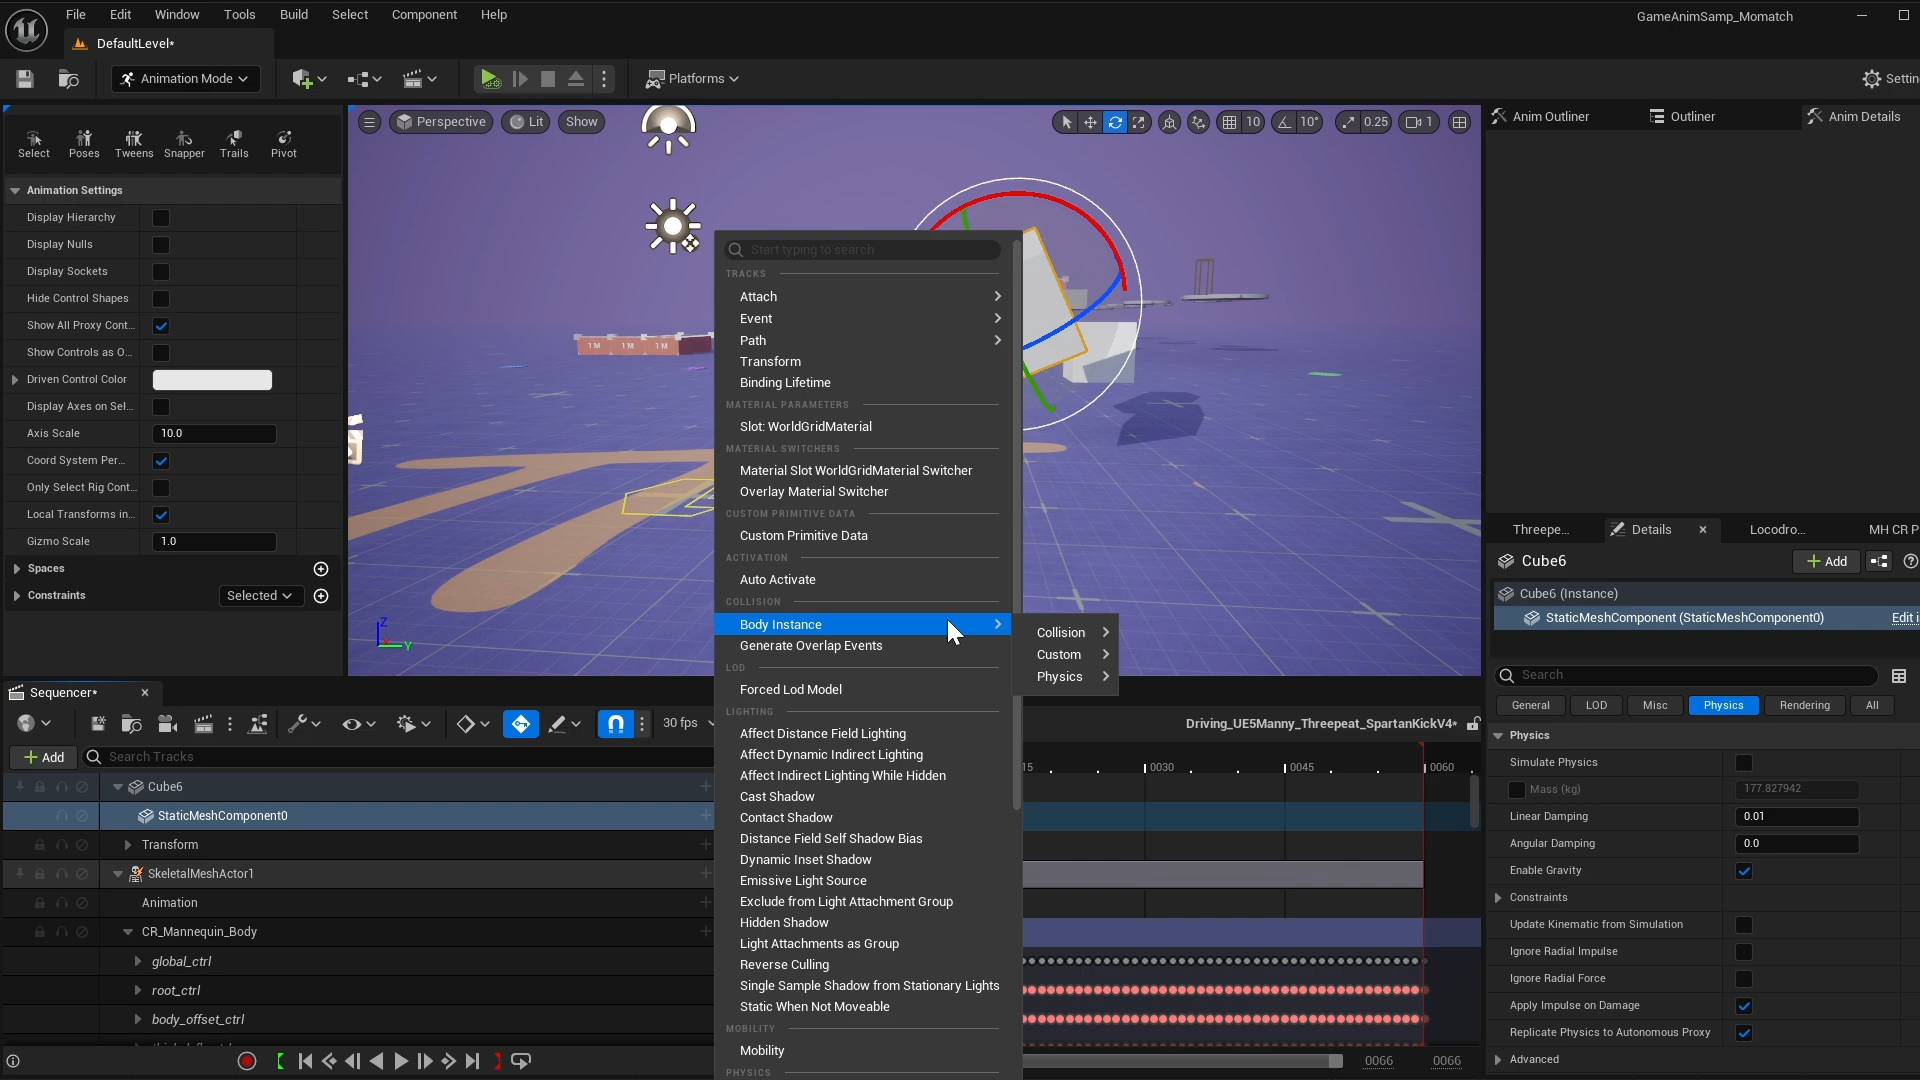 File Edit Window Tools Build Select Component Help
GameAnimSamp_Momatch
DefaultLevel*
Animation Mode
Platforms
Settin
Select Poses Tweens Snapper Trails Pivot
Animation Settings
Display Hierarchy
Display Nulls
Display Sockets
Hide Control Shapes
Show All Proxy Cont...
Show Controls as O...
Driven Control Color
Display Axes on Sel...
Axis Scale 10.0
Coord System Per...
Only Select Rig Cont...
Local Transforms in...
Gizmo Scale 1.0
Spaces
Constraints Selected
Perspective Lit Show
10 10° 0.25 1
1M 1M 1M
Z
Y
Start typing to search
TRACKS
Attach
Event
Path
Transform
Binding Lifetime
MATERIAL PARAMETERS
Slot: WorldGridMaterial
MATERIAL SWITCHERS
Material Slot WorldGridMaterial Switcher
Overlay Material Switcher
CUSTOM PRIMITIVE DATA
Custom Primitive Data
ACTIVATION
Auto Activate
COLLISION
Body Instance
Generate Overlap Events
LOD
Forced Lod Model
LIGHTING
Affect Distance Field Lighting
Affect Dynamic Indirect Lighting
Affect Indirect Lighting While Hidden
Cast Shadow
Contact Shadow
Distance Field Self Shadow Bias
Dynamic Inset Shadow
Emissive Light Source
Exclude from Light Attachment Group
Hidden Shadow
Light Attachments as Group
Reverse Culling
Single Sample Shadow from Stationary Lights
Static When Not Moveable
MOBILITY
Mobility
PHYSICS
Collision
Custom
Physics
Anim Outliner Outliner Anim Details
Threepe... Details Locodro... MH CR P
Cube6 Add
Cube6 (Instance)
StaticMeshComponent (StaticMeshComponent0) Edit i
Search
General LOD Misc Physics Rendering All
Physics
Simulate Physics
Mass (kg) 177.827942
Linear Damping 0.01
Angular Damping 0.0
Enable Gravity
Constraints
Update Kinematic from Simulation
Ignore Radial Impulse
Ignore Radial Force
Apply Impulse on Damage
Replicate Physics to Autonomous Proxy
Advanced
Sequencer*
30 fps
Driving_UE5Manny_Threepeat_SpartanKickV4*
Add Search Tracks
15 0030 0045 0060
Cube6
StaticMeshComponent0
Transform
SkeletalMeshActor1
Animation
CR_Mannequin_Body
global_ctrl
root_ctrl
body_offset_ctrl
0066 0066